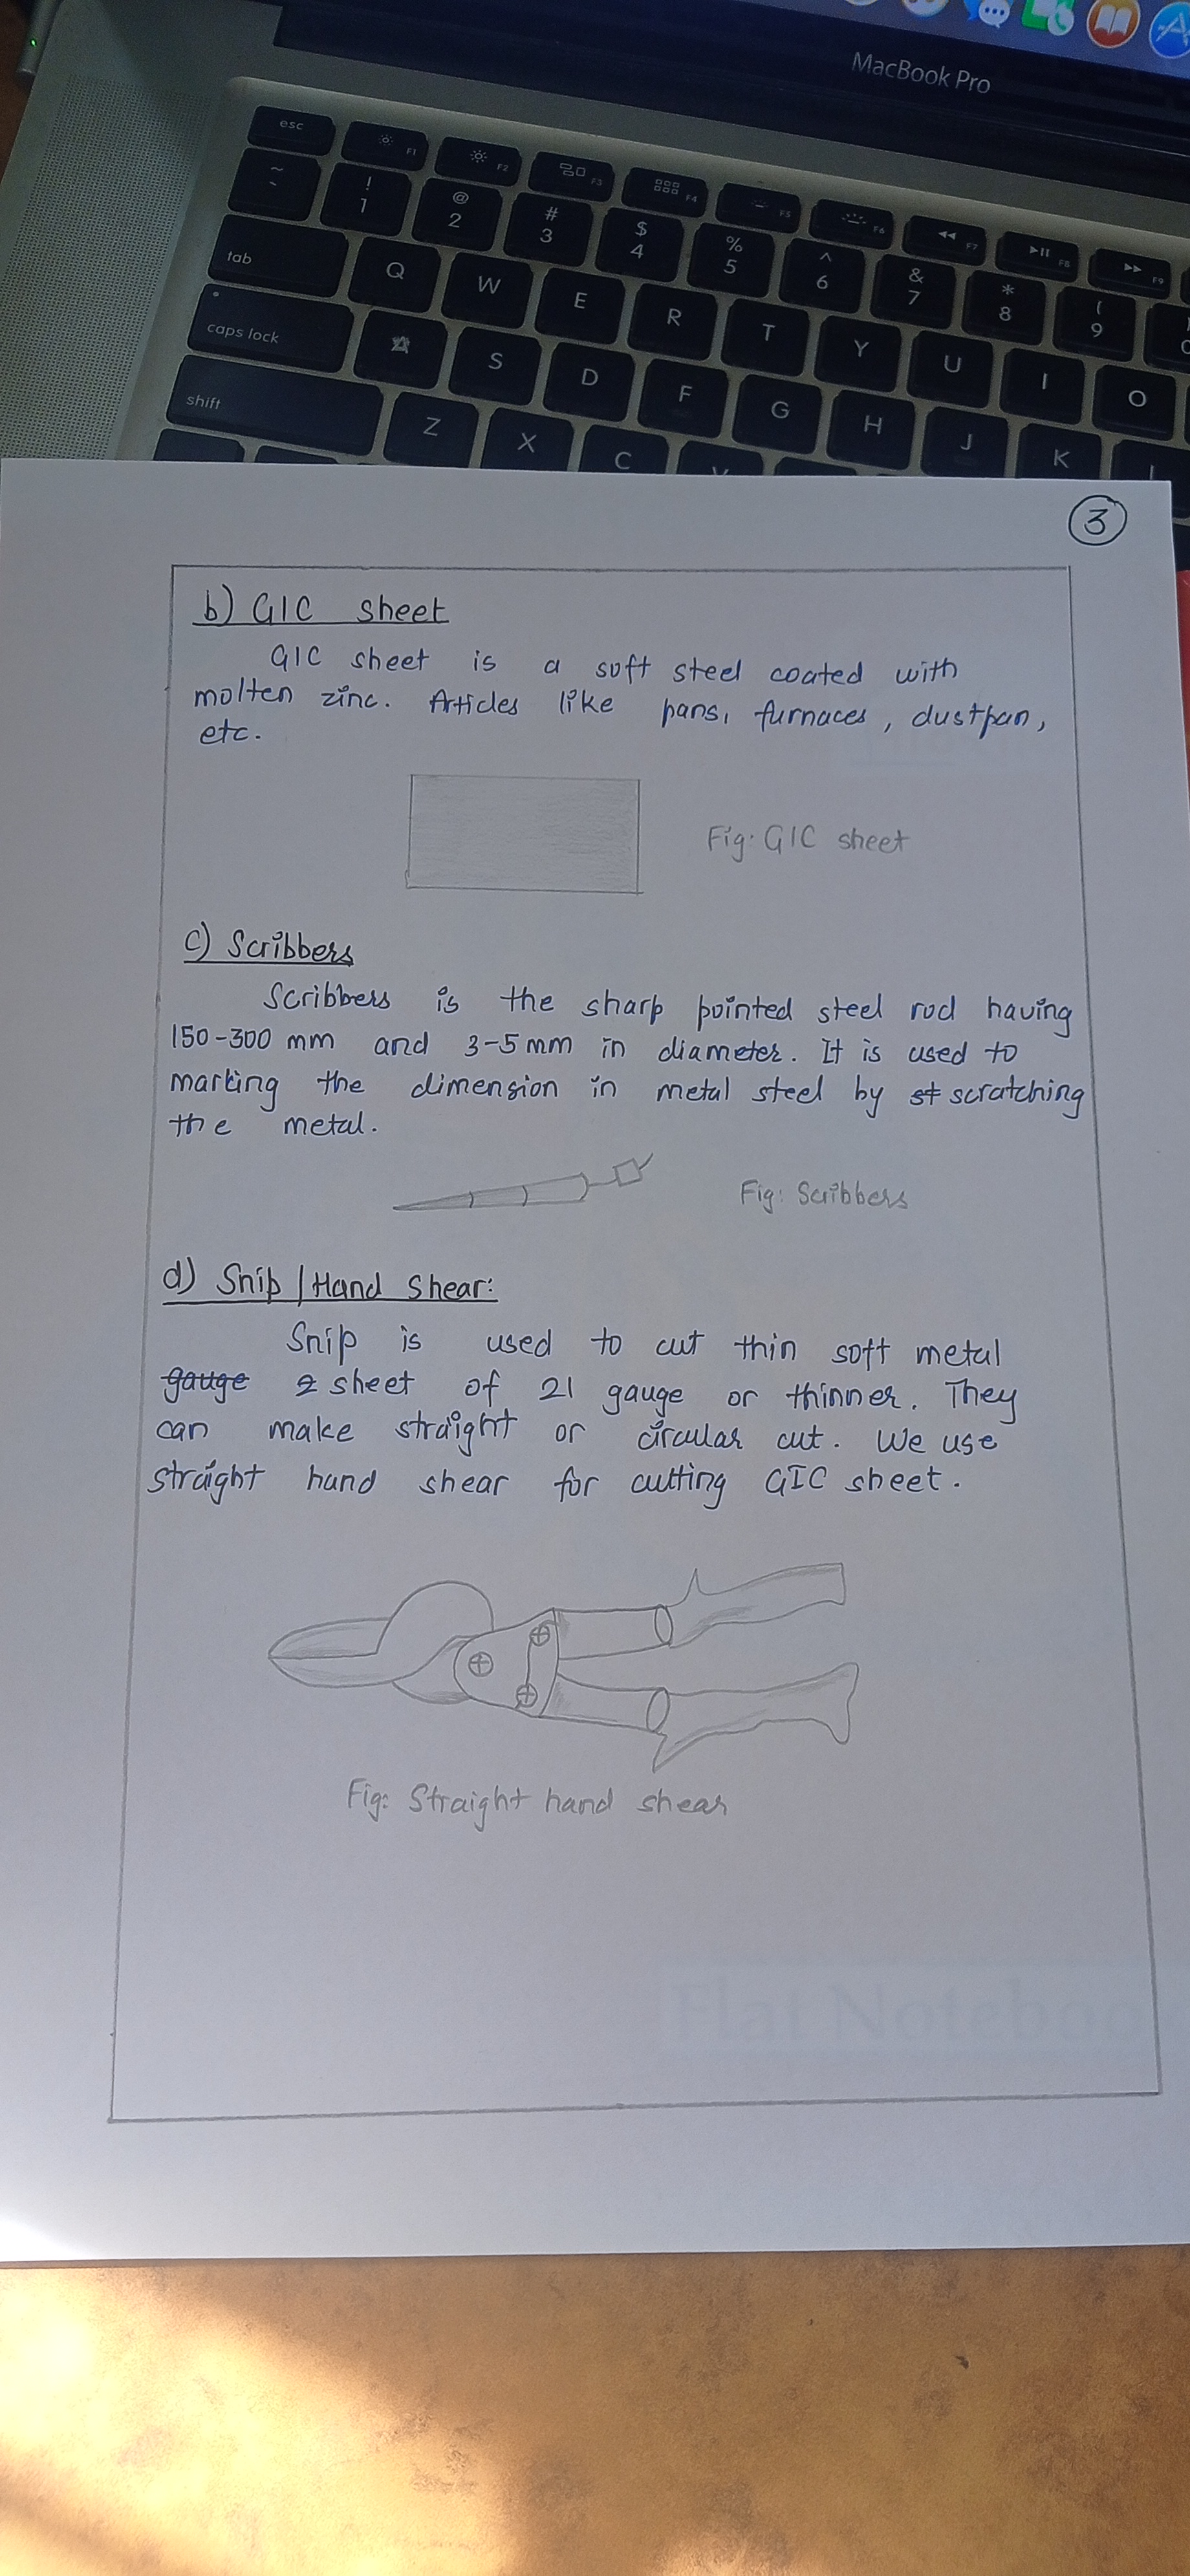 MacBook Pro
esc F1 F2 F3 F4 F5 F6 F7 F8 F9
~ ! 1 @ 2 # 3 $ 4 % 5 ^ 6 & 7 * 8 ( 9
tab Q W E R T Y U I O
caps lock S D F G H J K
shift Z X C
3
b) GIC sheet
GIC sheet is a soft steel coated with
molten zinc. Articles like pans, furnaces, dustpan,
etc.
Fig: GIC sheet
c) Scribbers
Scribbers is the sharp pointed steel rod having
150-300 mm and 3-5 mm in diameter. It is used to
marking the dimension in metal steel by st scratching
the metal.
Fig: Scribbers
d) Snip / Hand Shear:
Snip is used to cut thin soft metal
gauge sheet of 21 gauge or thinner. They
can make straight or circular cut. We use
straight hand shear for cutting GIC sheet.
Fig: Straight hand shear
Flat Noteboo